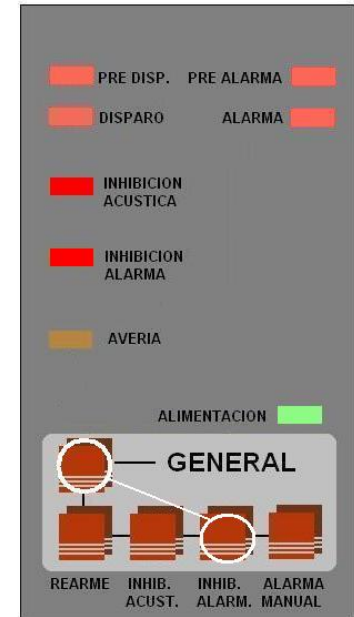 PRE DISP. PRE ALARMA
DISPARO ALARMA
INHIBICION
ACUSTICA
INHIBICION
ALARMA
AVERIA
ALIMENTACION
GENERAL
REARME INHIB. INHIB. ALARMA
ACUST. ALARM. MANUAL